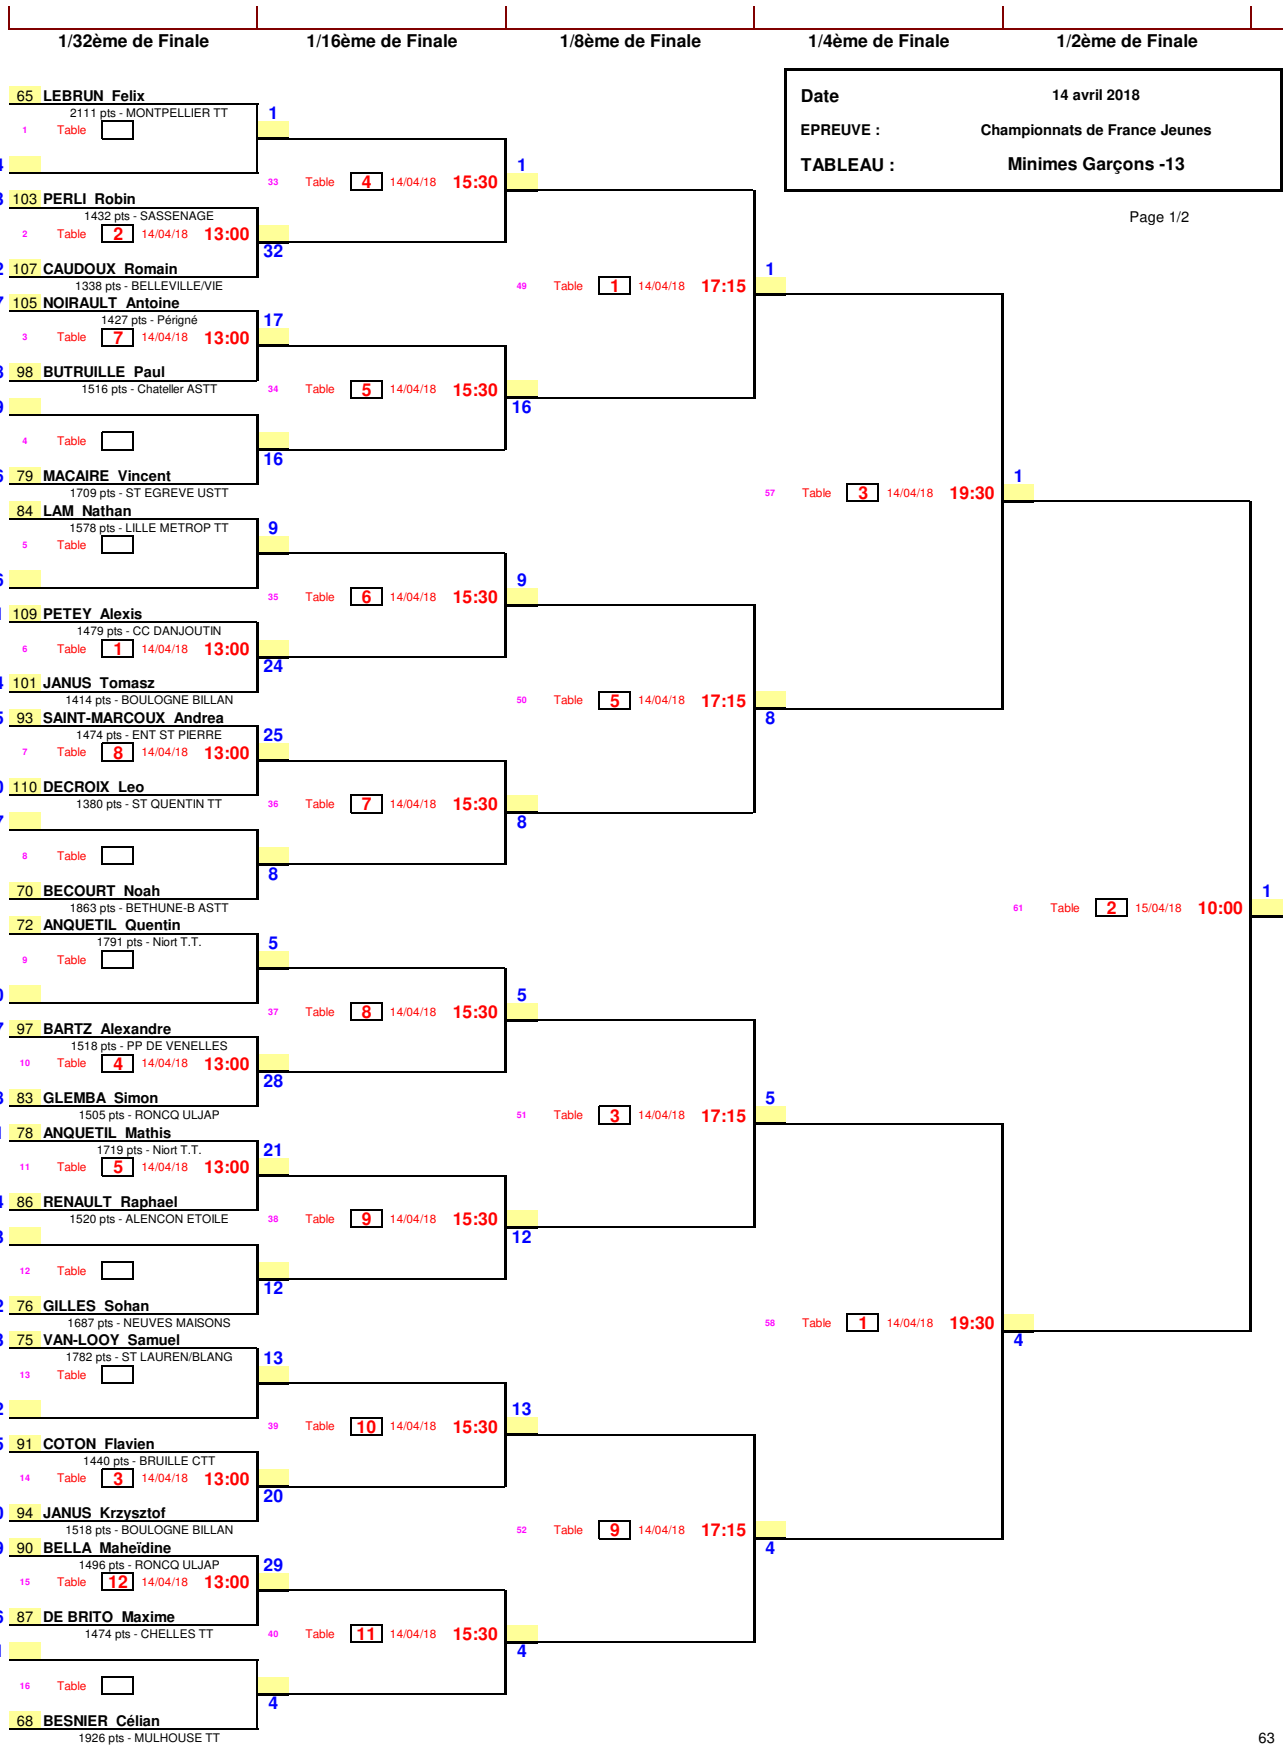 1/32ème de Finale 1/16ème de Finale 1/8ème de Finale 1/4ème de Finale 1/2ème de Finale
Date 14 avril 2018
EPREUVE : Championnats de France Jeunes
TABLEAU : Minimes Garçons -13
Page 1/2
65 LEBRUN Felix
2111 pts - MONTPELLIER TT
1 Table
1
103 PERLI Robin
1432 pts - SASSENAGE
2 Table 2 14/04/18 13:00
32
107 CAUDOUX Romain
1338 pts - BELLEVILLE/VIE
33 Table 4 14/04/18 15:30
1
105 NOIRAULT Antoine
1427 pts - Périgné
3 Table 7 14/04/18 13:00
17
98 BUTRUILLE Paul
1516 pts - Chateller ASTT
34 Table 5 14/04/18 15:30
16
4 Table
16
79 MACAIRE Vincent
1709 pts - ST EGREVE USTT
49 Table 1 14/04/18 17:15
1
84 LAM Nathan
1578 pts - LILLE METROP TT
5 Table
9
109 PETEY Alexis
1479 pts - CC DANJOUTIN
6 Table 1 14/04/18 13:00
24
101 JANUS Tomasz
1414 pts - BOULOGNE BILLAN
35 Table 6 14/04/18 15:30
9
93 SAINT-MARCOUX Andrea
1474 pts - ENT ST PIERRE
7 Table 8 14/04/18 13:00
25
110 DECROIX Leo
1380 pts - ST QUENTIN TT
36 Table 7 14/04/18 15:30
8
8 Table
8
70 BECOURT Noah
1863 pts - BETHUNE-B ASTT
50 Table 5 14/04/18 17:15
8
57 Table 3 14/04/18 19:30
1
72 ANQUETIL Quentin
1791 pts - Niort T.T.
9 Table
5
97 BARTZ Alexandre
1518 pts - PP DE VENELLES
10 Table 4 14/04/18 13:00
28
83 GLEMBA Simon
1505 pts - RONCQ ULJAP
37 Table 8 14/04/18 15:30
5
78 ANQUETIL Mathis
1719 pts - Niort T.T.
11 Table 5 14/04/18 13:00
21
86 RENAULT Raphael
1520 pts - ALENCON ETOILE
38 Table 9 14/04/18 15:30
12
12 Table
12
76 GILLES Sohan
1687 pts - NEUVES MAISONS
51 Table 3 14/04/18 17:15
5
75 VAN-LOOY Samuel
1782 pts - ST LAUREN/BLANG
13 Table
13
91 COTON Flavien
1440 pts - BRUILLE CTT
14 Table 3 14/04/18 13:00
20
94 JANUS Krzysztof
1518 pts - BOULOGNE BILLAN
39 Table 10 14/04/18 15:30
13
90 BELLA Maheïdine
1496 pts - RONCQ ULJAP
15 Table 12 14/04/18 13:00
29
87 DE BRITO Maxime
1474 pts - CHELLES TT
40 Table 11 14/04/18 15:30
4
16 Table
4
68 BESNIER Célian
1926 pts - MULHOUSE TT
52 Table 9 14/04/18 17:15
4
58 Table 1 14/04/18 19:30
4
61 Table 2 15/04/18 10:00
1
63